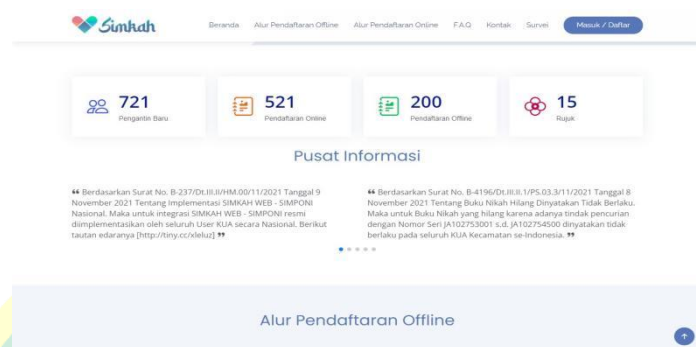 Simkah
Beranda Alur Pendaftaran Offline Alur Pendaftaran Online F.A.Q Kontak Survei Masuk / Daftar
721
Pengantin Baru
521
Pendaftaran Online
200
Pendaftaran Offline
15
Rujuk
Pusat Informasi
❝ Berdasarkan Surat No. B-237/Dt.III.II/HM.00/11/2021 Tanggal 9
November 2021 Tentang Implementasi SIMKAH WEB - SIMPONI
Nasional. Maka untuk integrasi SIMKAH WEB - SIMPONI resmi
diimplementasikan oleh seluruh User KUA secara Nasional. Berikut
tautan edaranya [http://tiny.cc/xleluz] ❞
❝ Berdasarkan Surat No. B-4196/Dt.III.II.1/PS.03.3/11/2021 Tanggal 8
November 2021 Tentang Buku Nikah Hilang Dinyatakan Tidak Berlaku.
Maka untuk Buku Nikah yang hilang karena adanya tindak pencurian
dengan Nomor Seri JA102753001 s.d. JA102754500 dinyatakan tidak
berlaku pada seluruh KUA Kecamatan se-Indonesia. ❞
Alur Pendaftaran Offline